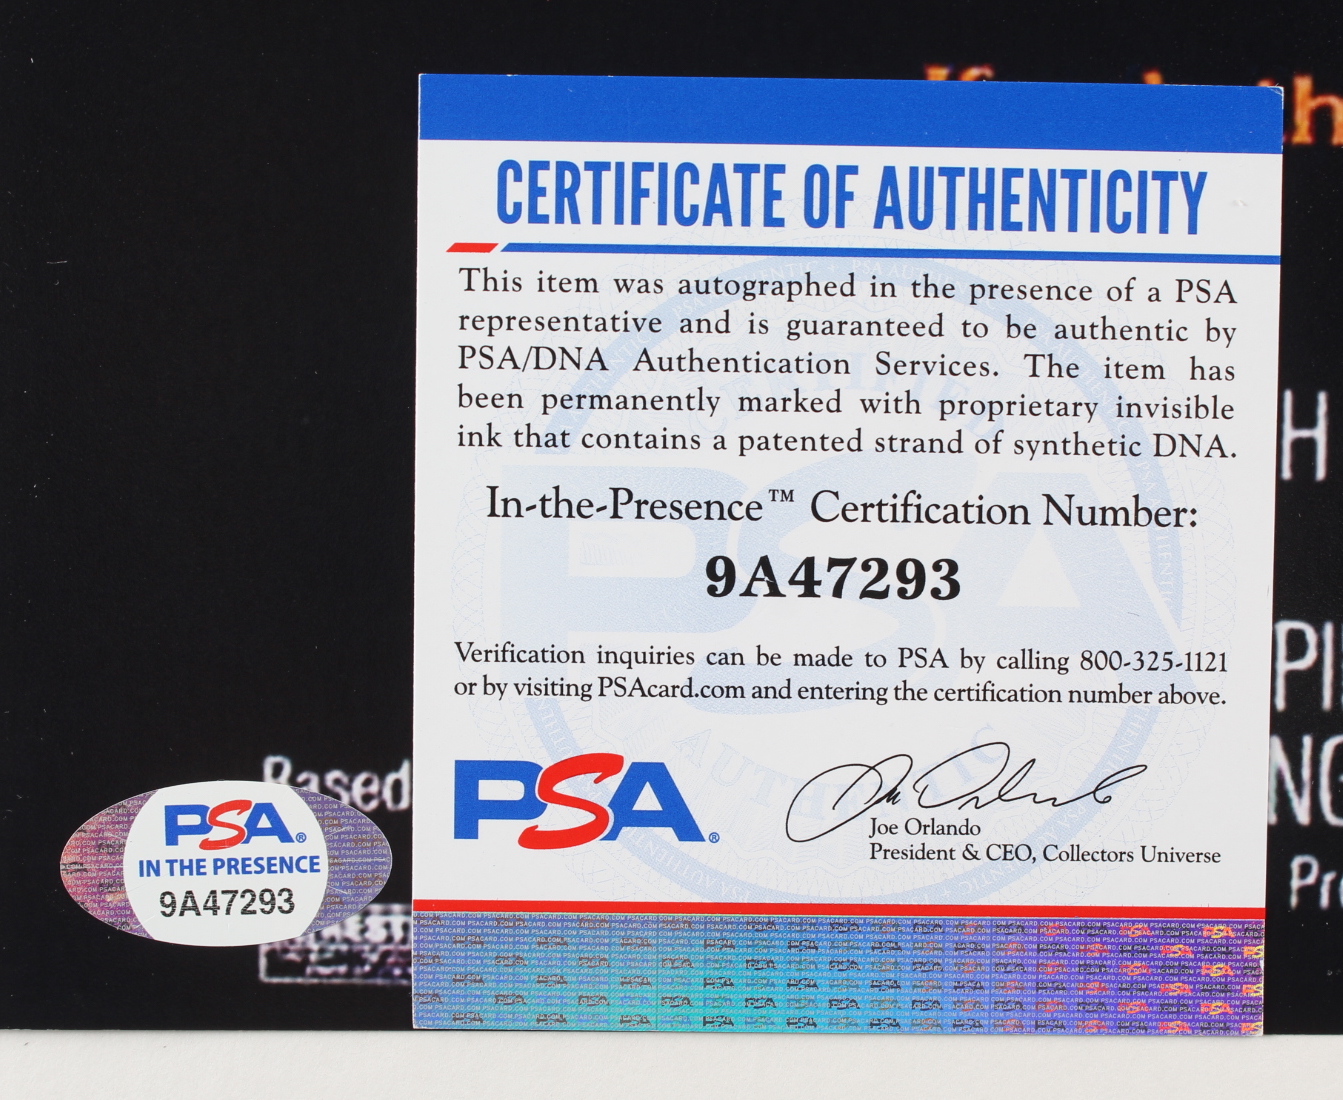 CERTIFICATE OF AUTHENTICITY
This item was autographed in the presence of a PSA
representative and is guaranteed to be authentic by
PSA/DNA Authentication Services. The item has
been permanently marked with proprietary invisible
ink that contains a patented strand of synthetic DNA.
In-the-Presence™ Certification Number:
9A47293
Verification inquiries can be made to PSA by calling 800-325-1121
or by visiting PSAcard.com and entering the certification number above.
PSA®
Joe Orlando
President & CEO, Collectors Universe
Based
PSA®
IN THE PRESENCE
9A47293